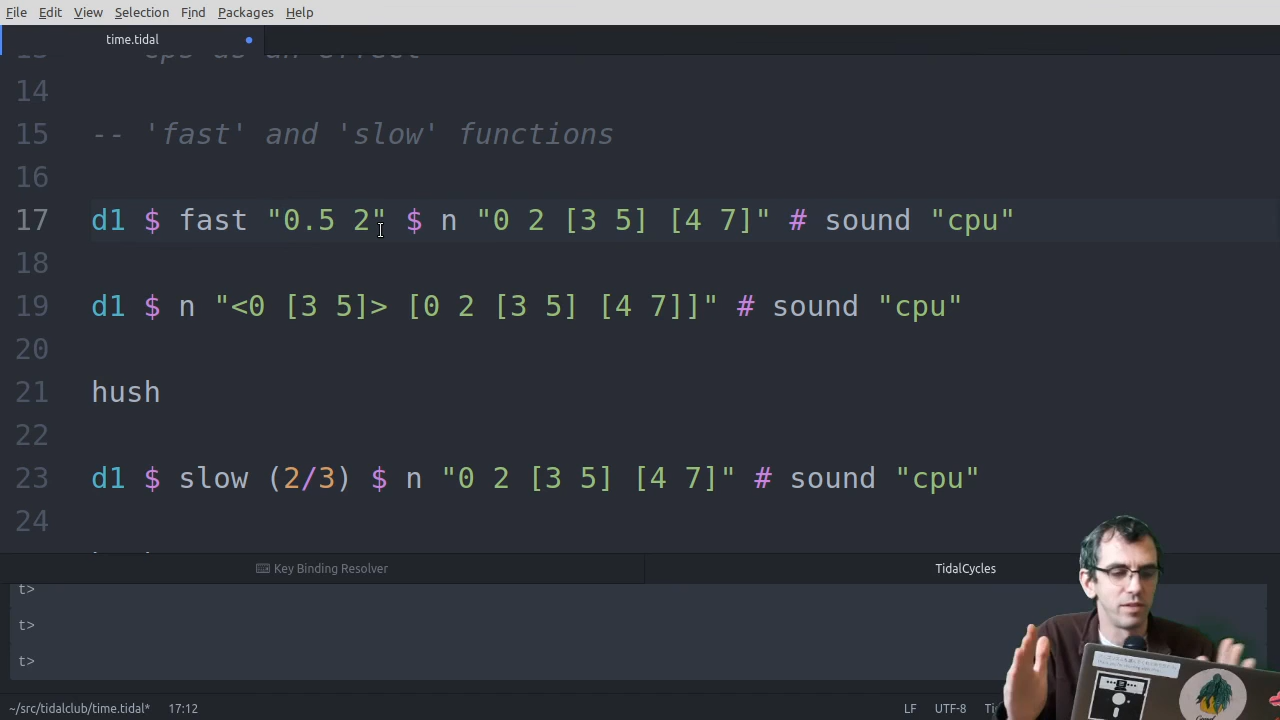 File Edit View Selection Find Packages Help
time.tidal
14
15 -- 'fast' and 'slow' functions
16
17 d1 $ fast "0.5 2" $ n "0 2 [3 5] [4 7]" # sound "cpu"
18
19 d1 $ n "<0 [3 5]> [0 2 [3 5] [4 7]]" # sound "cpu"
20
21 hush
22
23 d1 $ slow (2/3) $ n "0 2 [3 5] [4 7]" # sound "cpu"
24
Key Binding Resolver TidalCycles
t>
t>
t>
~/src/tidalclub/time.tidal* 17:12 LF UTF-8